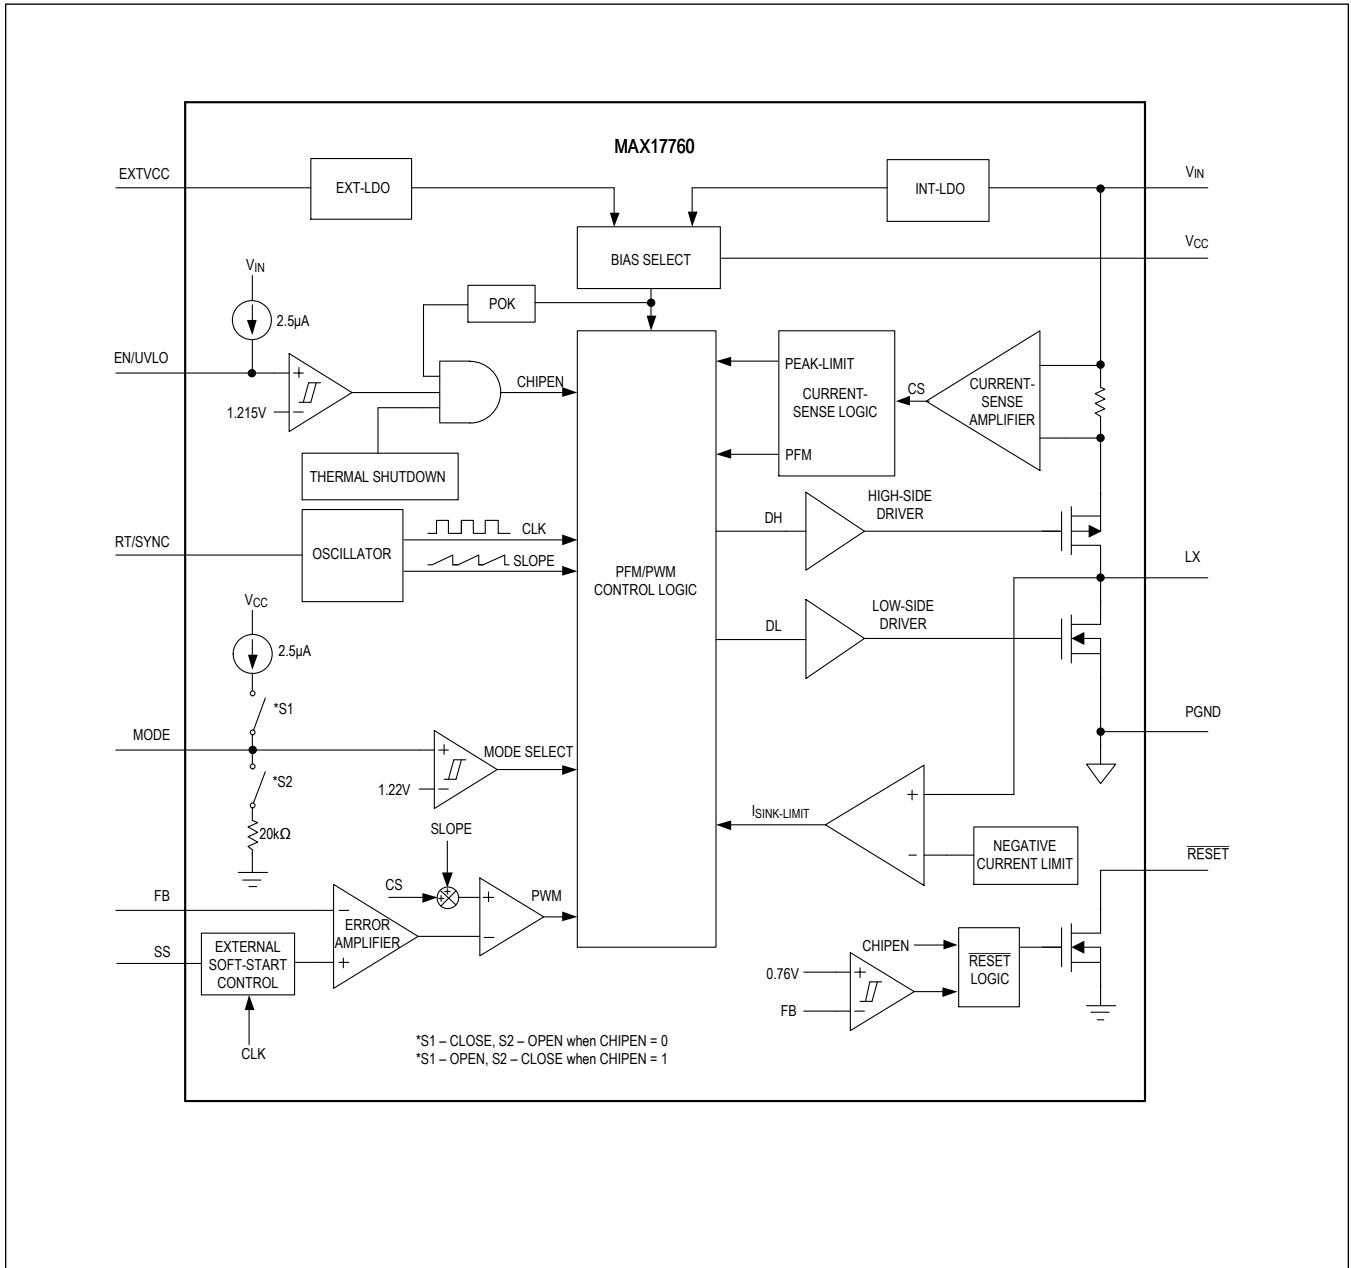 MAX17760
EXTVCC
EXT-LDO
INT-LDO
VIN
BIAS SELECT
VCC
VIN
POK
2.5µA
EN/UVLO
+
1.215V
−
CHIPEN
THERMAL SHUTDOWN
PEAK-LIMIT
CURRENT-
SENSE LOGIC
PFM
CS
CURRENT-
SENSE
AMPLIFIER
RT/SYNC
OSCILLATOR
CLK
SLOPE
PFM/PWM
CONTROL LOGIC
DH
HIGH-SIDE
DRIVER
LX
DL
LOW-SIDE
DRIVER
VCC
2.5µA
*S1
MODE
*S2
20kΩ
+
MODE SELECT
1.22V
−
PGND
ISINK-LIMIT
+
−
NEGATIVE
CURRENT LIMIT
RESET
SLOPE
CS
+
+
+
−
PWM
FB
−
ERROR
AMPLIFIER
+
SS
EXTERNAL
SOFT-START
CONTROL
CLK
CHIPEN
RESET
LOGIC
0.76V
+
FB
−
*S1 – CLOSE, S2 – OPEN when CHIPEN = 0
*S1 – OPEN, S2 – CLOSE when CHIPEN = 1